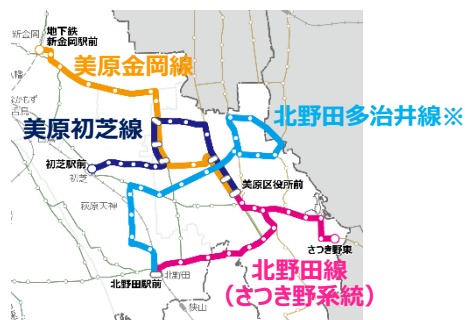 地下鉄
新金岡駅前
新金岡
美原金岡線
北野田多治井線※
美原初芝線
初芝駅前
初芝
萩原天神
美原区役所前
さつき野東
北野田
北野田駅前
北野田線
(さつき野系統)
狭山